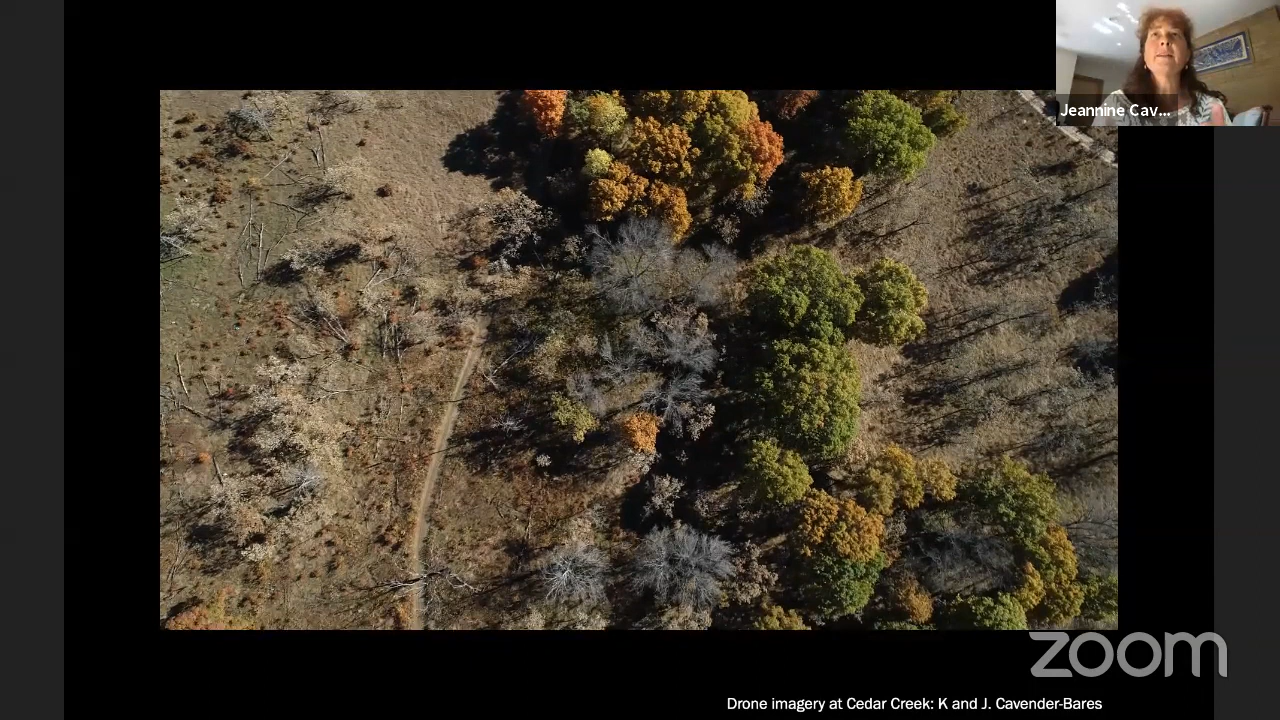 Jeannine Cav...
zoom
Drone imagery at Cedar Creek: K and J. Cavender-Bares